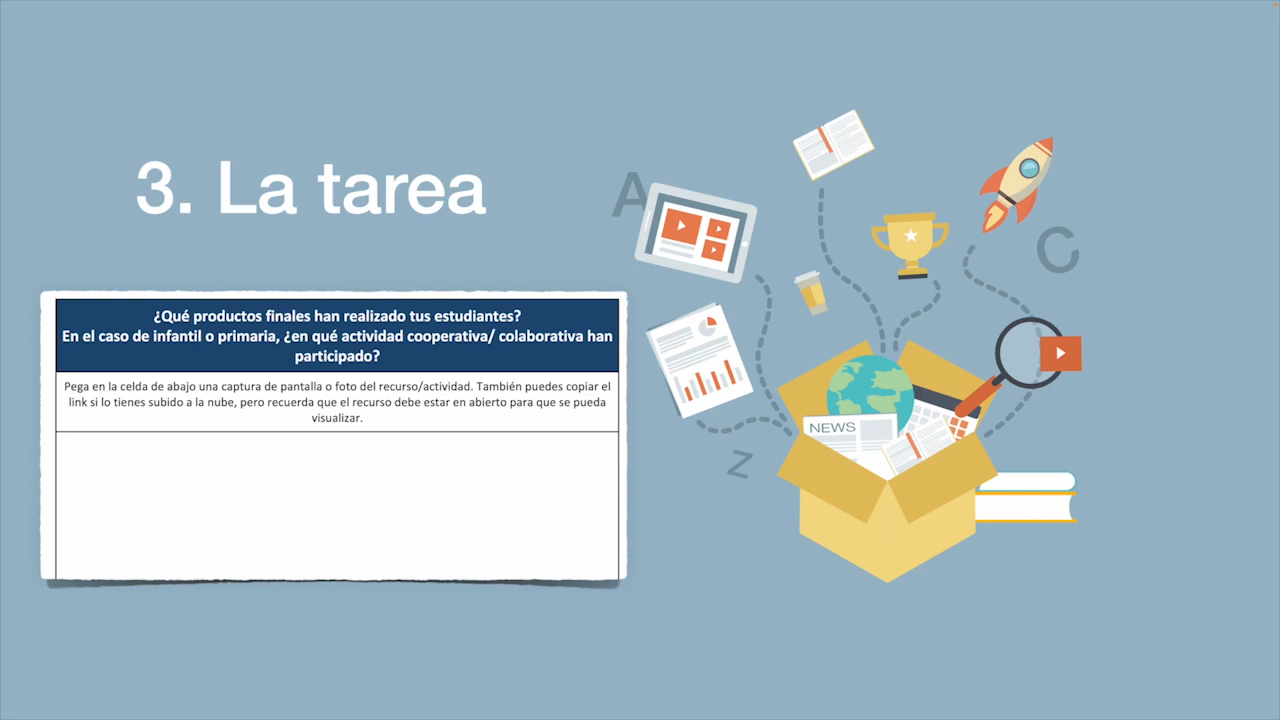 3. La tarea
¿Qué productos finales han realizado tus estudiantes?
En el caso de infantil o primaria, ¿en qué actividad cooperativa/ colaborativa han
participado?
Pega en la celda de abajo una captura de pantalla o foto del recurso/actividad. También puedes copiar el
link si lo tienes subido a la nube, pero recuerda que el recurso debe estar en abierto para que se pueda
visualizar.
A
C
NEWS
Z